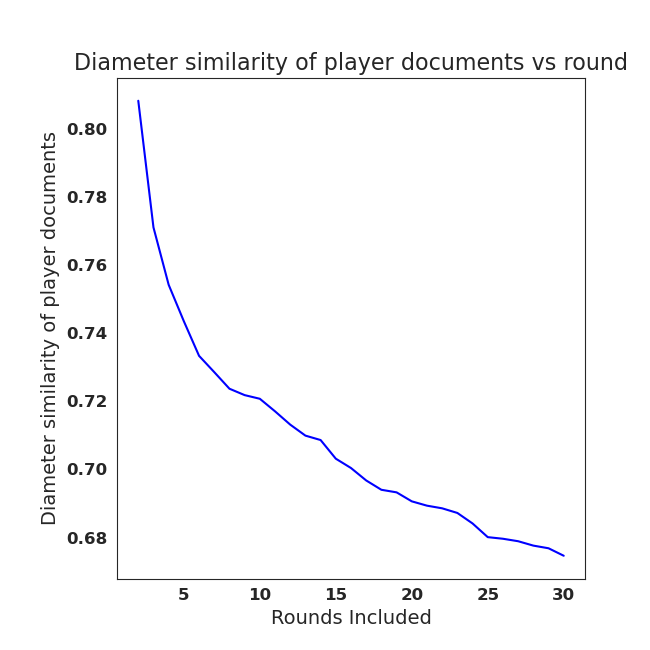 Diameter similarity of player documents vs round
Diameter similarity of player documents
0.80
0.78
0.76
0.74
0.72
0.70
0.68
5 10 15 20 25 30
Rounds Included